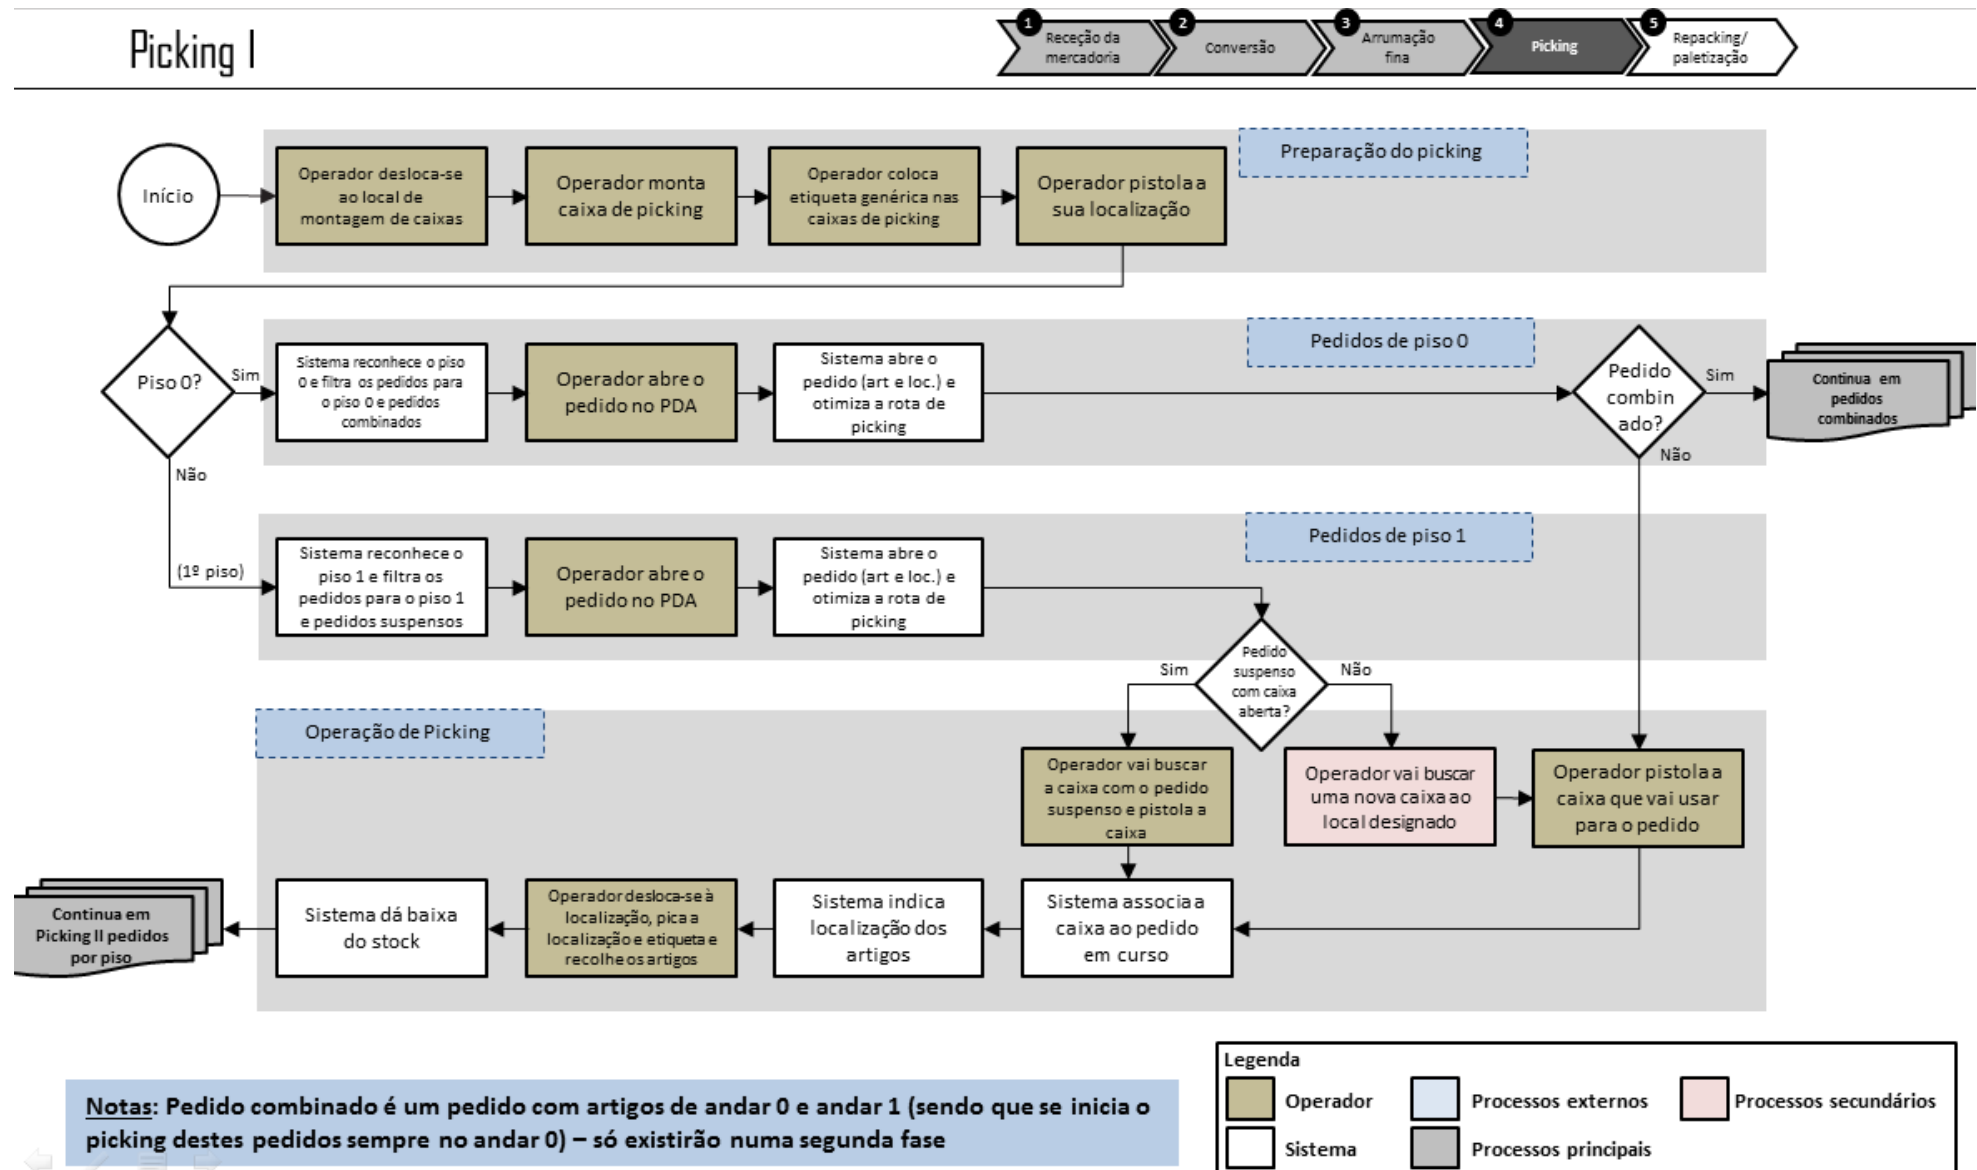 Picking I
1
Receção da
mercadoria
2
Conversão
3
Arrumação
fina
4
Picking
5
Repacking/
paletização
Preparação do picking
Início
Operador desloca-se
ao local de
montagem de caixas
Operador monta
caixa de picking
Operador coloca
etiqueta genérica nas
caixas de picking
Operador pistola a
sua localização
Pedidos de piso 0
Piso 0?
Sim
Sistema reconhece o piso
0 e filtra os pedidos para
o piso 0 e pedidos
combinados
Operador abre o
pedido no PDA
Sistema abre o
pedido (art e loc.) e
otimiza a rota de
picking
Pedido
combin
ado?
Sim
Continua em
pedidos
combinados
Não
Não
Pedidos de piso 1
(1º piso)
Sistema reconhece o
piso 1 e filtra os
pedidos para o piso 1
e pedidos suspensos
Operador abre o
pedido no PDA
Sistema abre o
pedido (art e loc.) e
otimiza a rota de
picking
Pedido
suspenso
com caixa
aberta?
Sim
Não
Operação de Picking
Operador vai buscar
a caixa com o pedido
suspenso e pistola a
caixa
Operador vai buscar
uma nova caixa ao
local designado
Operador pistola a
caixa que vai usar
para o pedido
Continua em
Picking II pedidos
por piso
Sistema dá baixa
do stock
Operador desloca-se à
localização, pica a
localização e etiqueta e
recolhe os artigos
Sistema indica
localização dos
artigos
Sistema associa a
caixa ao pedido
em curso
Notas: Pedido combinado é um pedido com artigos de andar 0 e andar 1 (sendo que se inicia o
picking destes pedidos sempre no andar 0) – só existirão numa segunda fase
Legenda
Operador
Processos externos
Processos secundários
Sistema
Processos principais